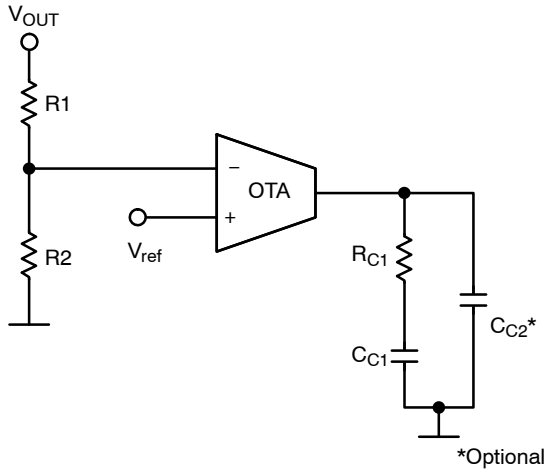 VOUT
R1
−
OTA
+
Vref
R2
RC1
CC1
CC2*
*Optional